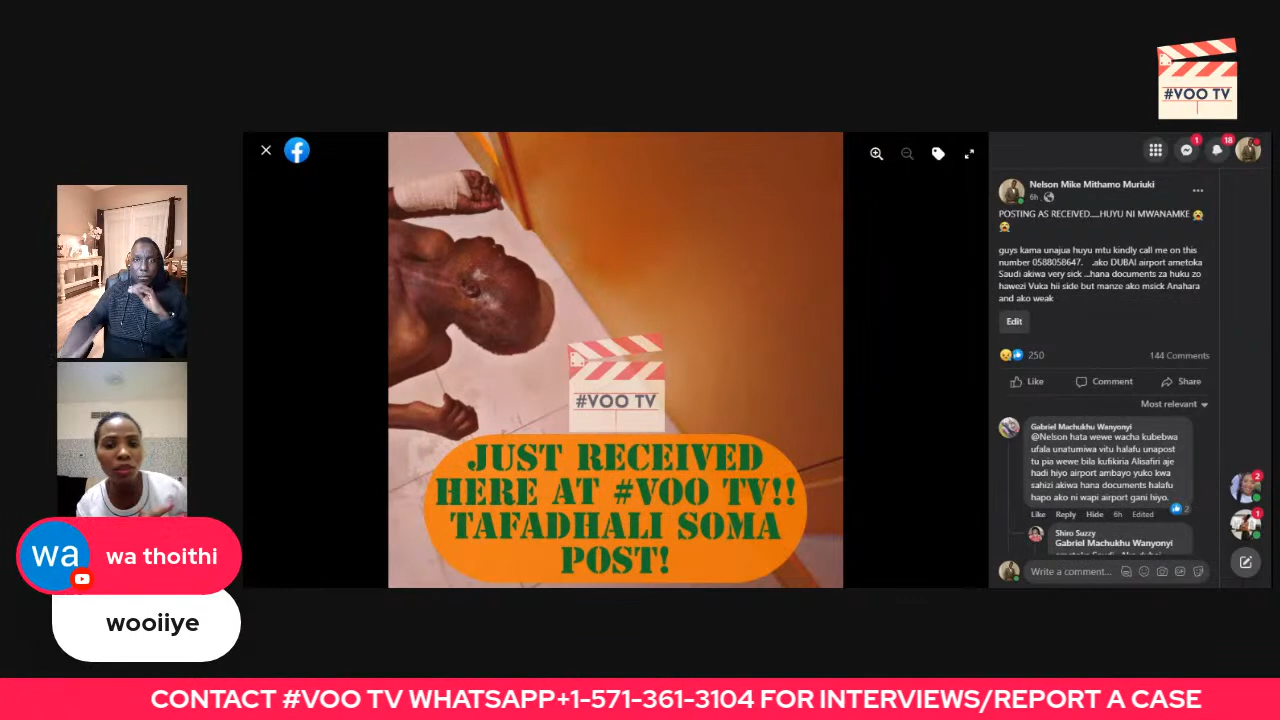 #VOO TV
1
18
Nelson Mike Mithamo Muriuki
6h
POSTING AS RECEIVED.....HUYU NI MWANAMKE
guys kama unajua huyu mtu kindly call me on this
number 0588058647. .ako DUBAI airport ametoka
Saudi akiwa very sick ...hana documents za huku zo
hawezi Vuka hii side but manze ako msick Anahara
and ako weak
Edit
250
144 Comments
Like
Comment
Share
Most relevant
Gabriel Machukhu Wanyonyi
@Nelson hata wewe wacha kubebwa
ufala unatumiwa vitu halafu unapost
tu pia wewe bila kufikiria Alisafiri aje
hadi hiyo airport ambayo yuko kwa
sahizi akiwa hana documents halafu
hapo ako ni wapi airport gani hiyo.
Like Reply Hide 6h Edited
2
Shiro Suzzy
Gabriel Machukhu Wanyonyi
Write a comment...
2
1
#VOO TV
JUST RECEIVED
HERE AT #VOO TV!!
TAFADHALI SOMA
POST!
wa
wa thoithi
wooiiye
CONTACT #VOO TV WHATSAPP+1-571-361-3104 FOR INTERVIEWS/REPORT A CASE